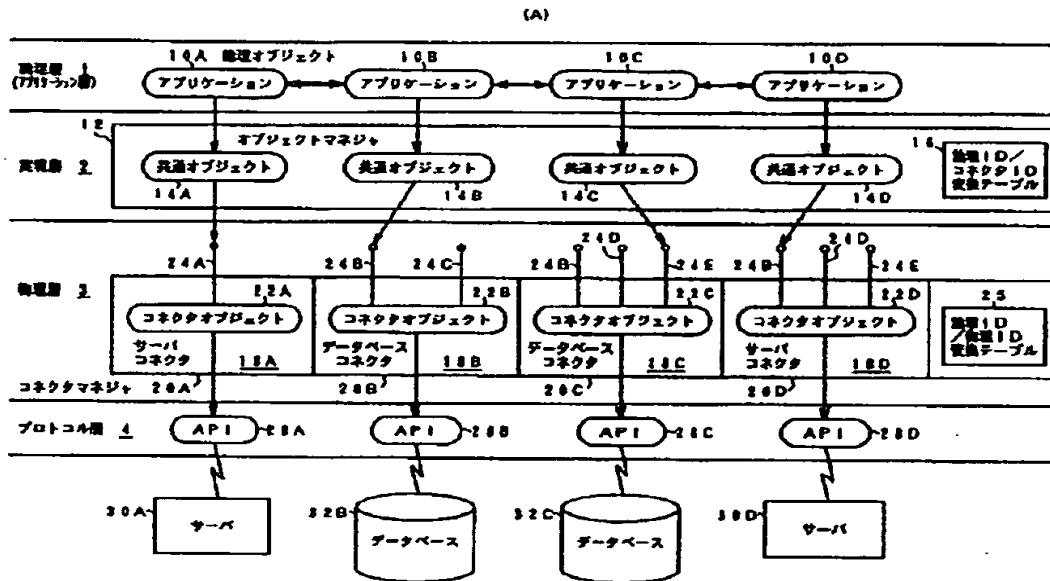 (A)
10A 論理オブジェクト 10B 10C 10D
論理層 1
(アプリケーション層)
アプリケーション アプリケーション アプリケーション アプリケーション
12 オブジェクトマネジャ
実現層 2
共通オブジェクト 共通オブジェクト 共通オブジェクト 共通オブジェクト
14A 14B 14C 14D
16
論理ID/
コネクタID
変換テーブル
24A 24B 24C 24B 24D 24E 24B 24D 24E
物理層 3
22A 22B 22C 22D
コネクタオブジェクト コネクタオブジェクト コネクタオブジェクト コネクタオブジェクト
25
論理ID
/物理ID
変換テーブル
サーバ
コネクタ 18A
データベース
コネクタ 18B
データベース
コネクタ 18C
サーバ
コネクタ 18D
コネクタマネジャ 26A 26B 26C 26D
プロトコル層 4
API 28A API 28B API 28C API 28D
30A サーバ 32B データベース 32C データベース 30D サーバ